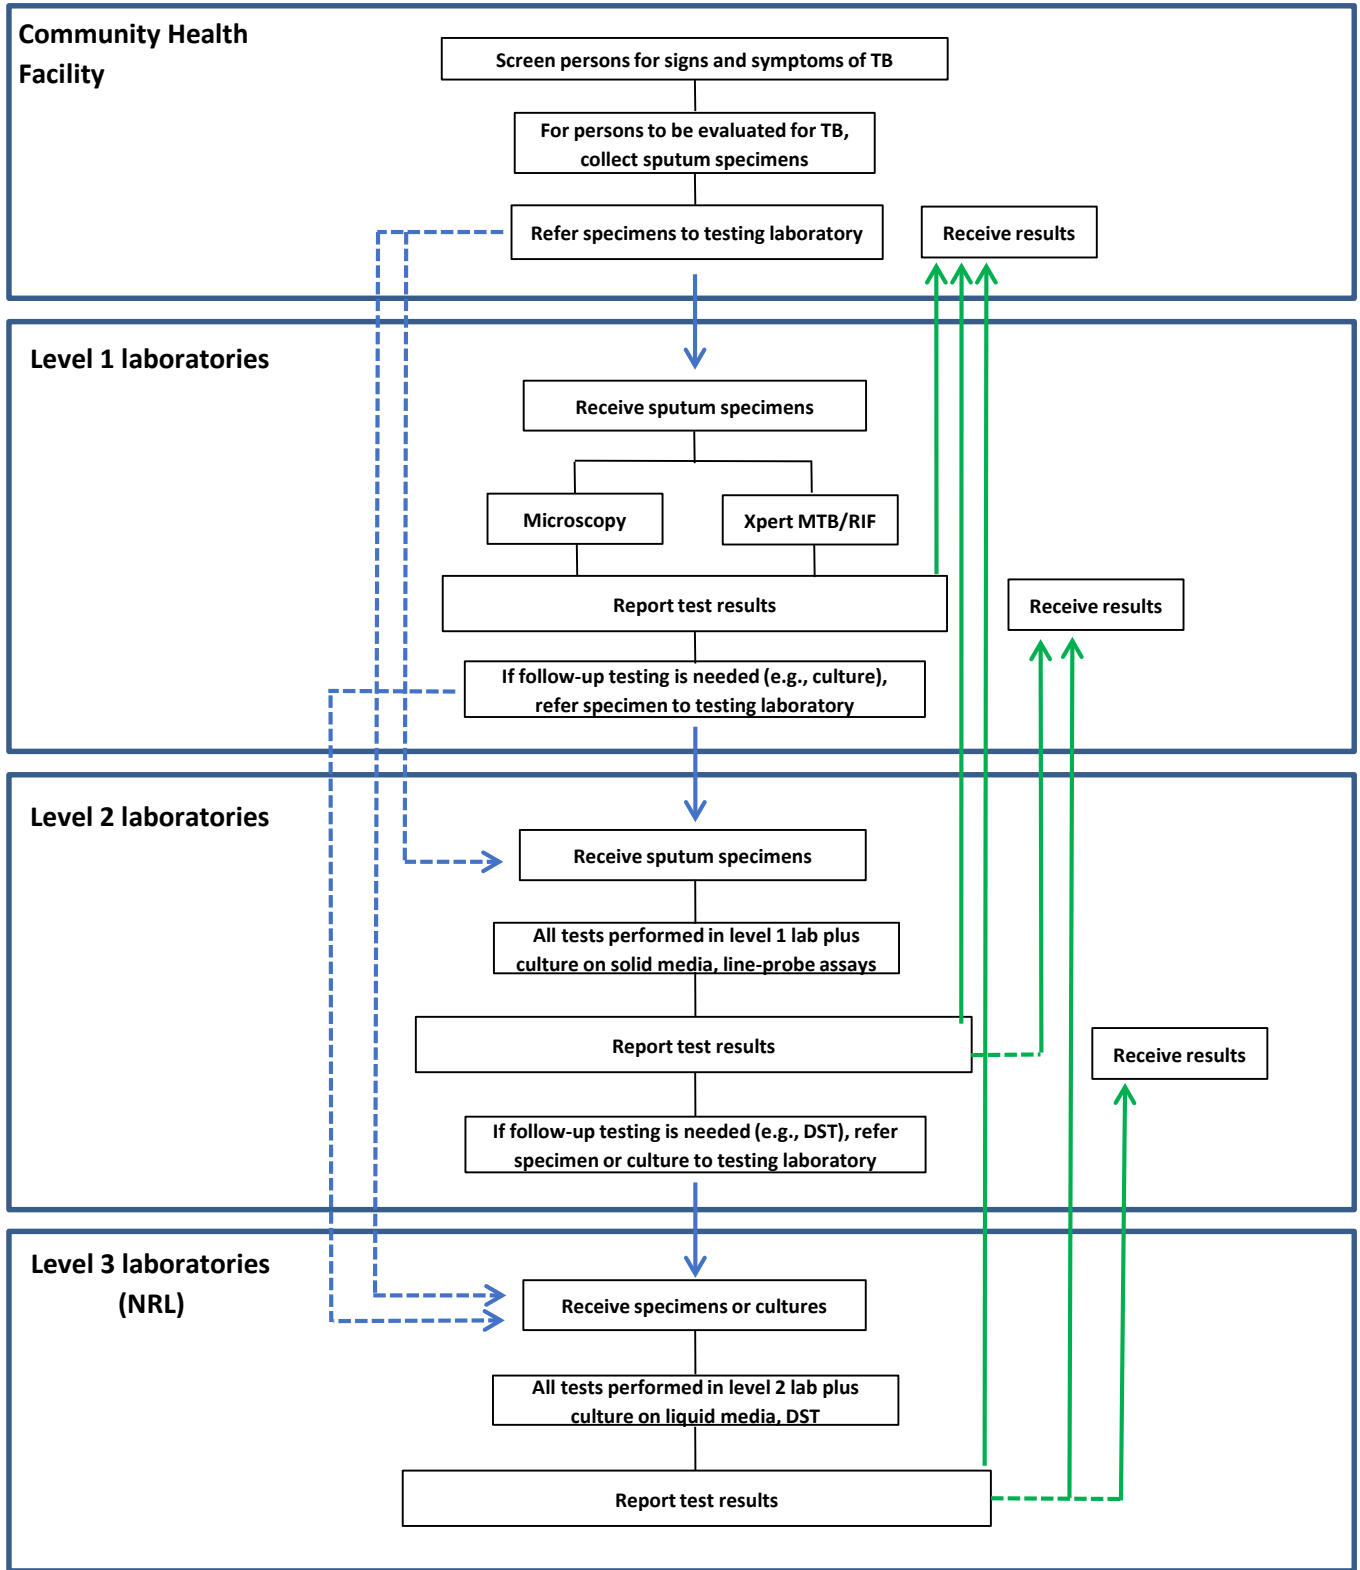 Community Health
Facility
Screen persons for signs and symptoms of TB
For persons to be evaluated for TB,
collect sputum specimens
Refer specimens to testing laboratory
Receive results
Level 1 laboratories
Receive sputum specimens
Microscopy
Xpert MTB/RIF
Report test results
Receive results
If follow-up testing is needed (e.g., culture),
refer specimen to testing laboratory
Level 2 laboratories
Receive sputum specimens
All tests performed in level 1 lab plus
culture on solid media, line-probe assays
Report test results
Receive results
If follow-up testing is needed (e.g., DST), refer
specimen or culture to testing laboratory
Level 3 laboratories
(NRL)
Receive specimens or cultures
All tests performed in level 2 lab plus
culture on liquid media, DST
Report test results